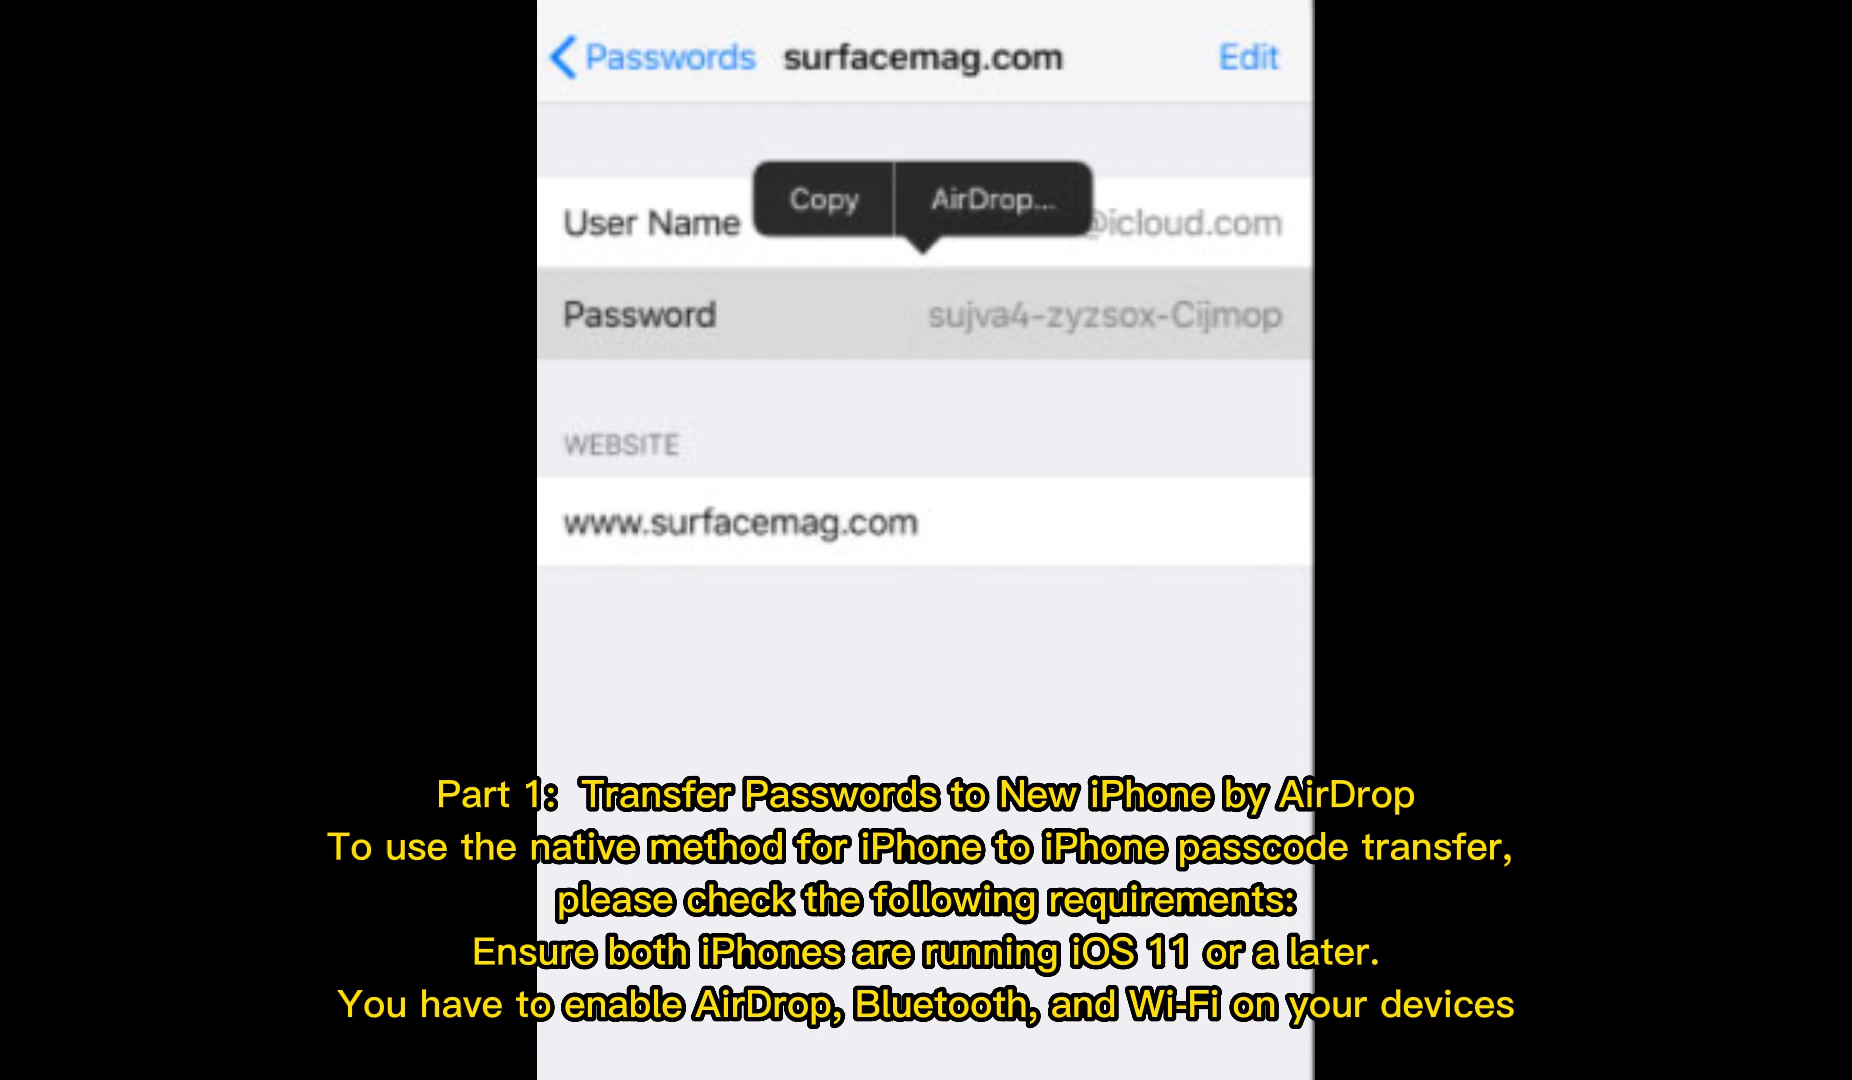 Passwords surfacemag.com Edit
Copy AirDrop...
User Name @icloud.com
Password sujva4-zyzsox-Cijmop
WEBSITE
www.surfacemag.com
Part 1: Transfer Passwords to New iPhone by AirDrop
To use the native method for iPhone to iPhone passcode transfer,
please check the following requirements:
Ensure both iPhones are running iOS 11 or a later.
You have to enable AirDrop, Bluetooth, and Wi-Fi on your devices